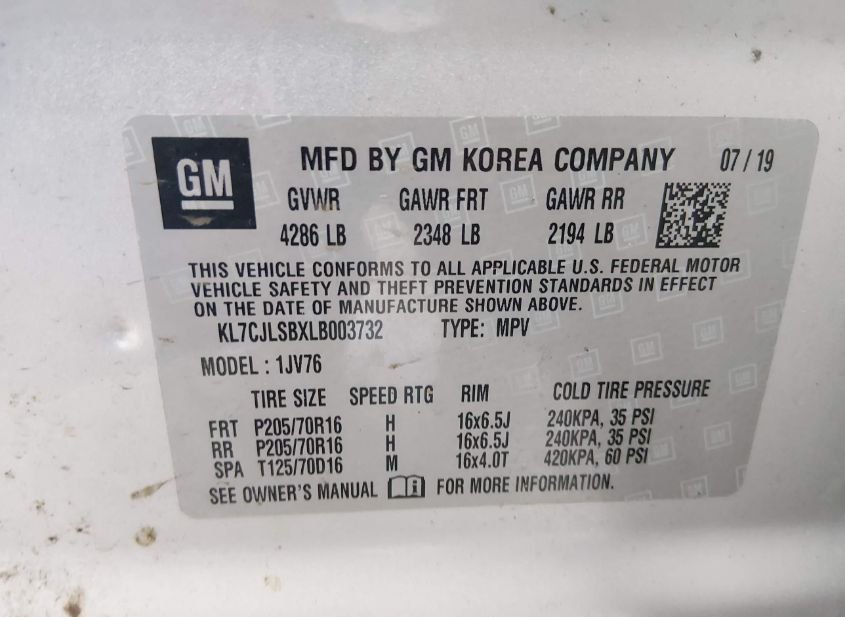 GM MFD BY GM KOREA COMPANY 07 / 19
GVWR GAWR FRT GAWR RR
4286 LB 2348 LB 2194 LB
THIS VEHICLE CONFORMS TO ALL APPLICABLE U.S. FEDERAL MOTOR
VEHICLE SAFETY AND THEFT PREVENTION STANDARDS IN EFFECT
ON THE DATE OF MANUFACTURE SHOWN ABOVE.
KL7CJLSBXLB003732 TYPE: MPV
MODEL : 1JV76
TIRE SIZE SPEED RTG RIM COLD TIRE PRESSURE
FRT P205/70R16 H 16x6.5J 240KPA, 35 PSI
RR P205/70R16 H 16x6.5J 240KPA, 35 PSI
SPA T125/70D16 M 16x4.0T 420KPA, 60 PSI
SEE OWNER'S MANUAL FOR MORE INFORMATION.